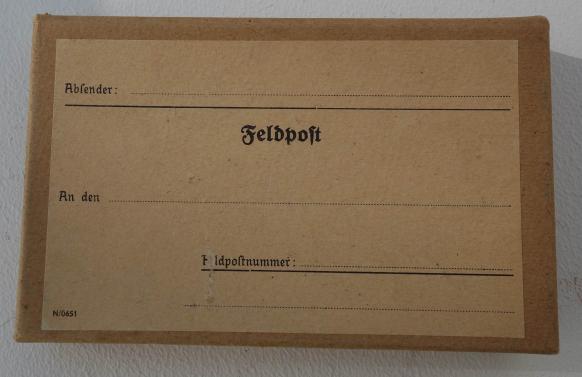 Abſender:
Feldpoſt
An den
Feldpoſtnummer:
N/0651